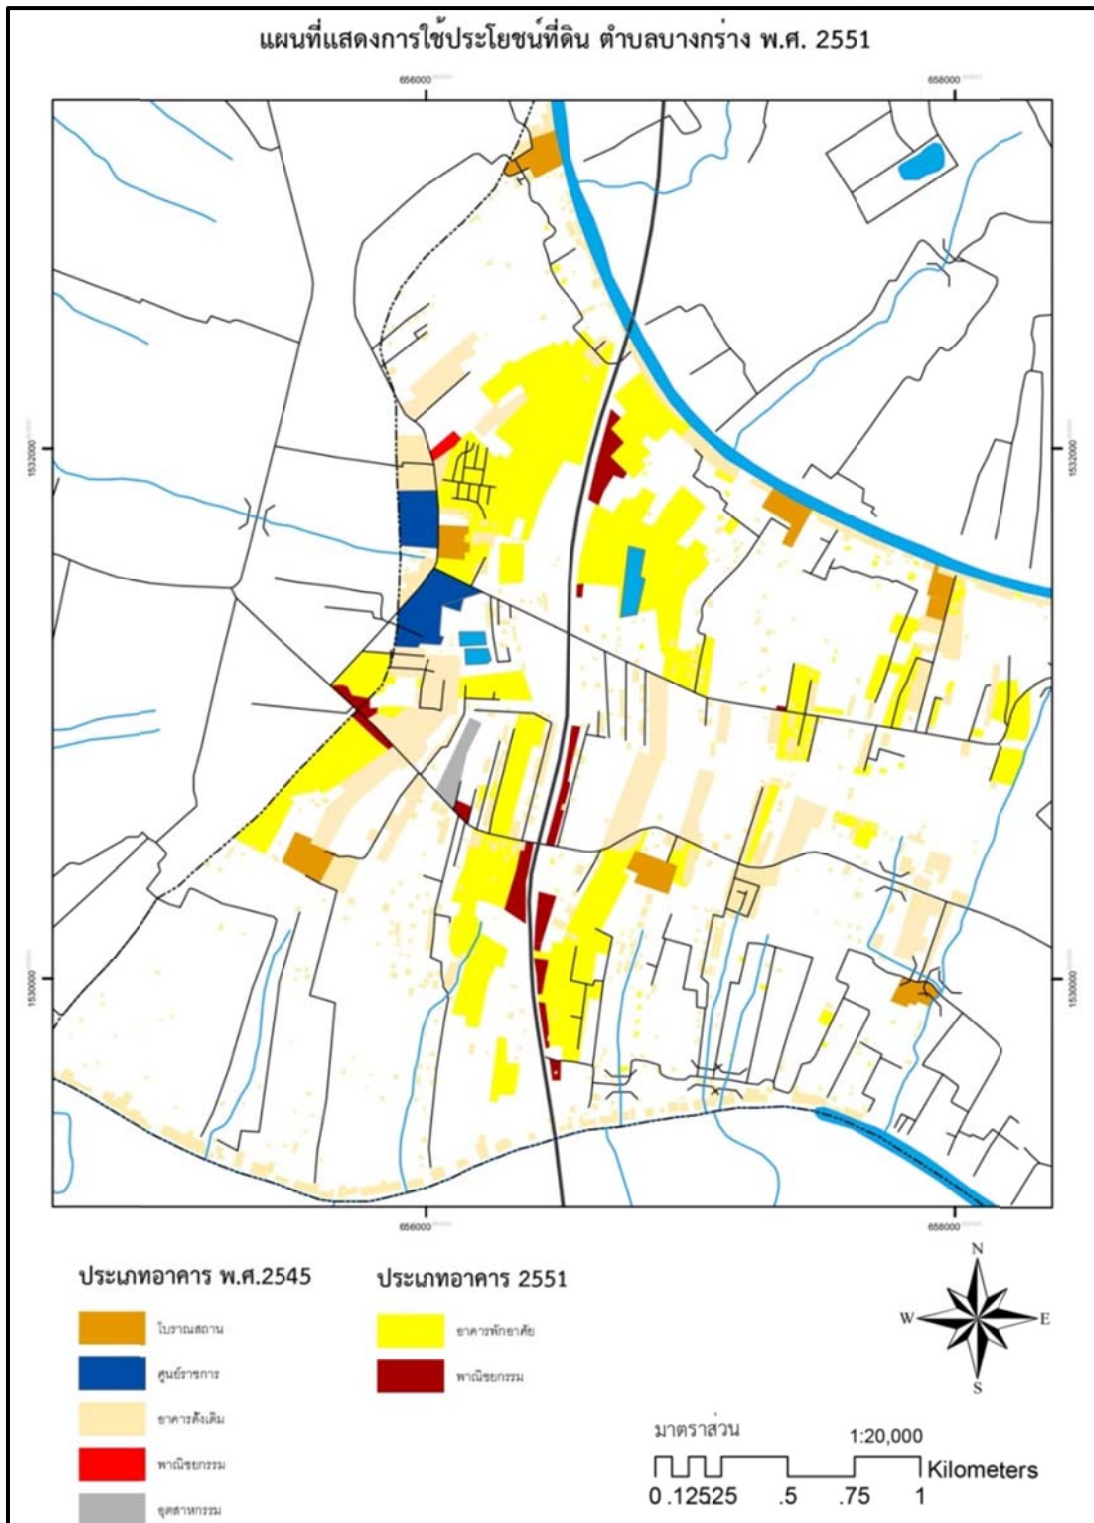 แผนที่แสดงการใช้ประโยชน์ที่ดิน ตำบลบางกร่าง พ.ศ. 2551
656000 658000
1532000 1532000
1530000 1530000
656000 658000
ประเภทอาคาร พ.ศ.2545
โบราณสถาน
ศูนย์ราชการ
อาคารดั้งเดิม
พาณิชยกรรม
อุตสาหกรรม
ประเภทอาคาร 2551
อาคารพักอาศัย
พาณิชยกรรม
N
W E
S
มาตราส่วน 1:20,000
Kilometers
0 .125.25 .5 .75 1